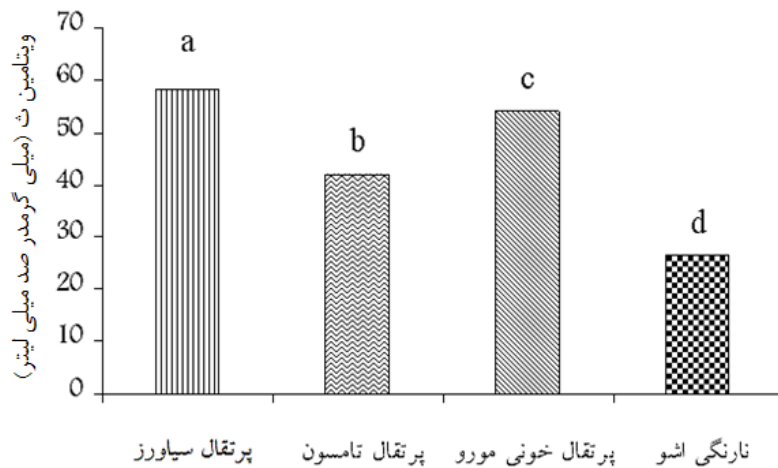 ویتامین ث (میلی گرمدر صد میلی لیتر)
70
60
50
40
30
20
10
0
a
b
c
d
پرتقال سیاورز
پرتقال تامسون
پرتقال خونی مورو
نارنگی اشو